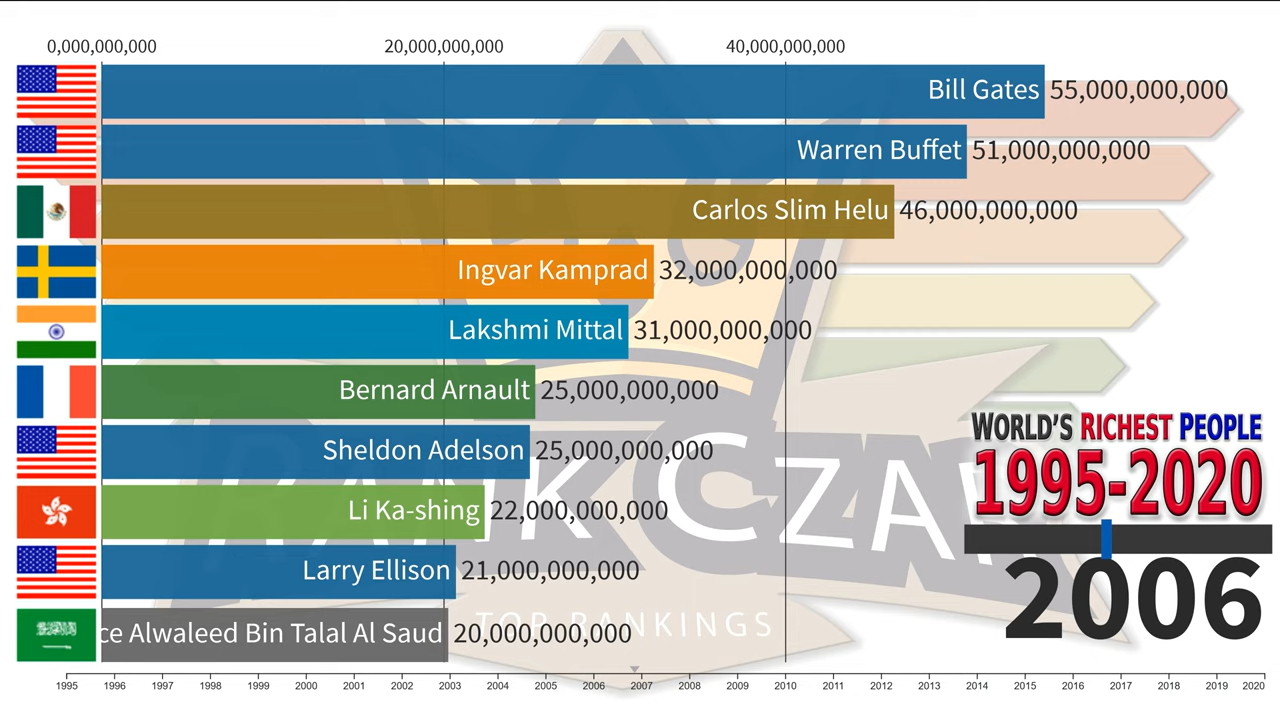 0,000,000,000 20,000,000,000 40,000,000,000
Bill Gates 55,000,000,000
Warren Buffet 51,000,000,000
Carlos Slim Helu 46,000,000,000
Ingvar Kamprad 32,000,000,000
Lakshmi Mittal 31,000,000,000
Bernard Arnault 25,000,000,000
Sheldon Adelson 25,000,000,000
Li Ka-shing 22,000,000,000
Larry Ellison 21,000,000,000
ce Alwaleed Bin Talal Al Saud 20,000,000,000
RANK CZAR
TOP RANKINGS
WORLD'S RICHEST PEOPLE
1995-2020
2006
1995 1996 1997 1998 1999 2000 2001 2002 2003 2004 2005 2006 2007 2008 2009 2010 2011 2012 2013 2014 2015 2016 2017 2018 2019 2020